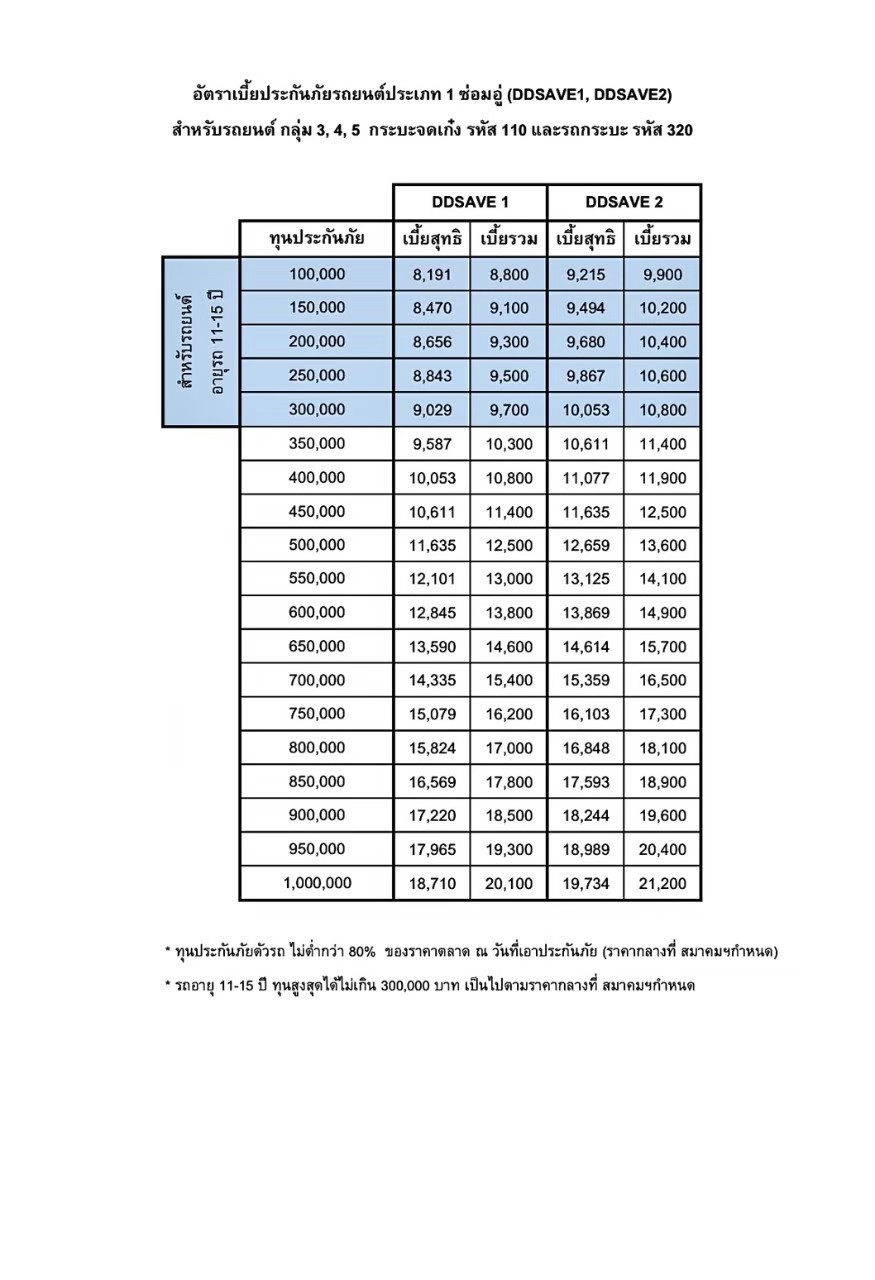 อัตราเบี้ยประกันภัยรถยนต์ประเภท 1 ซ่อมอู่ (DDSAVE1, DDSAVE2)
สำหรับรถยนต์ กลุ่ม 3, 4, 5 กระบะจดเก๋ง รหัส 110 และรถกระบะ รหัส 320
DDSAVE 1 DDSAVE 2
ทุนประกันภัย เบี้ยสุทธิ เบี้ยรวม เบี้ยสุทธิ เบี้ยรวม
สำหรับรถยนต์
อายุรถ 11-15 ปี
100,000 8,191 8,800 9,215 9,900
150,000 8,470 9,100 9,494 10,200
200,000 8,656 9,300 9,680 10,400
250,000 8,843 9,500 9,867 10,600
300,000 9,029 9,700 10,053 10,800
350,000 9,587 10,300 10,611 11,400
400,000 10,053 10,800 11,077 11,900
450,000 10,611 11,400 11,635 12,500
500,000 11,635 12,500 12,659 13,600
550,000 12,101 13,000 13,125 14,100
600,000 12,845 13,800 13,869 14,900
650,000 13,590 14,600 14,614 15,700
700,000 14,335 15,400 15,359 16,500
750,000 15,079 16,200 16,103 17,300
800,000 15,824 17,000 16,848 18,100
850,000 16,569 17,800 17,593 18,900
900,000 17,220 18,500 18,244 19,600
950,000 17,965 19,300 18,989 20,400
1,000,000 18,710 20,100 19,734 21,200
* ทุนประกันภัยตัวรถ ไม่ต่ำกว่า 80% ของราคาตลาด ณ วันที่เอาประกันภัย (ราคากลางที่ สมาคมฯกำหนด)
* รถอายุ 11-15 ปี ทุนสูงสุดได้ไม่เกิน 300,000 บาท เป็นไปตามราคากลางที่ สมาคมฯกำหนด